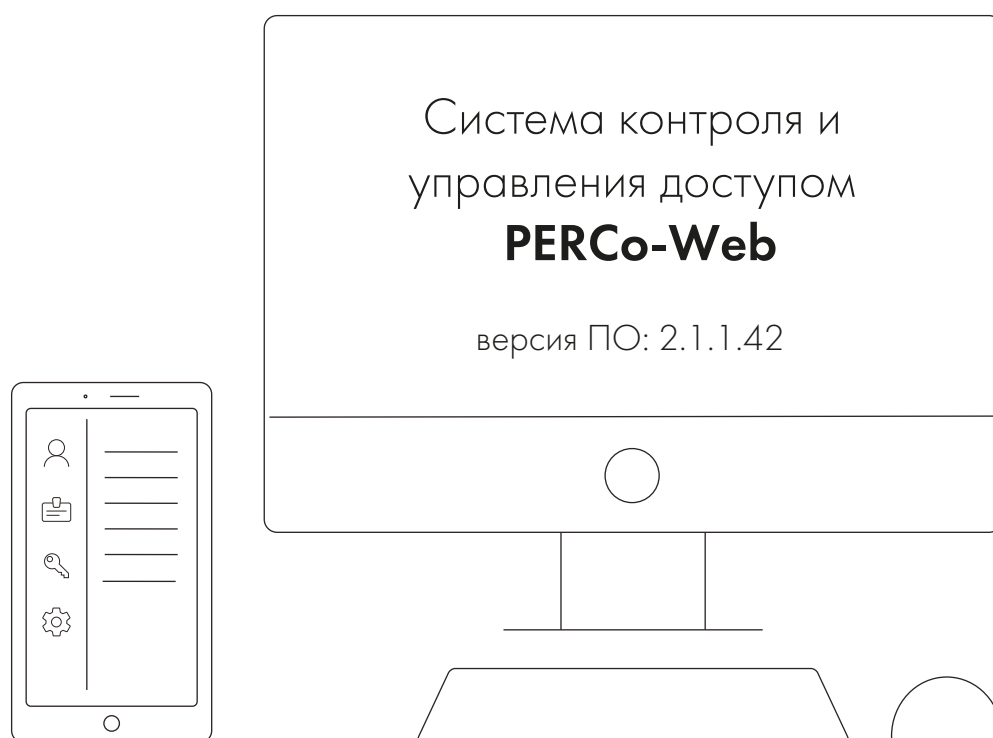 Система контроля и
управления доступом
PERCo-Web
версия ПО: 2.1.1.42